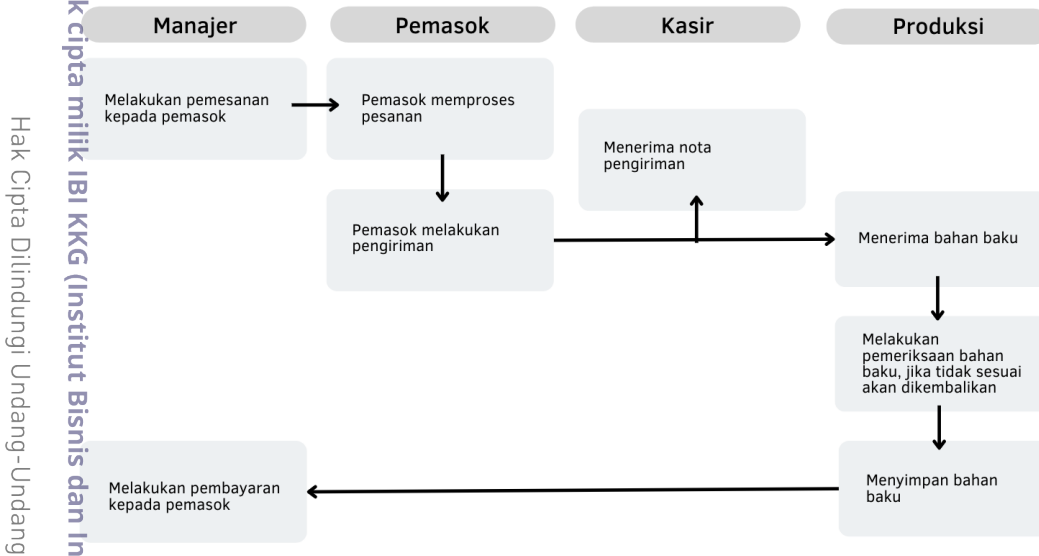 Manajer
Pemasok
Kasir
Produksi
Melakukan pemesanan
kepada pemasok
Pemasok memproses
pesanan
Menerima nota
pengiriman
Pemasok melakukan
pengiriman
Menerima bahan baku
Melakukan
pemeriksaan bahan
baku, jika tidak sesuai
akan dikembalikan
Menyimpan bahan
baku
Melakukan pembayaran
kepada pemasok
k Cipta milik IBI KKG (Institut Bisnis dan In
Hak Cipta Dilindungi Undang-Undang